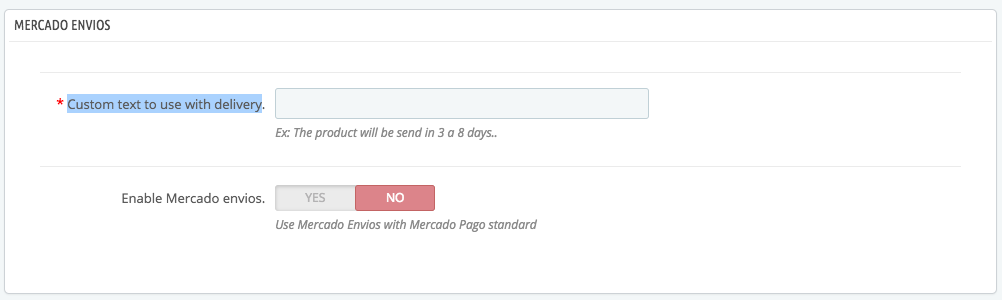 MERCADO ENVIOS
* Custom text to use with delivery.
Ex: The product will be send in 3 a 8 days..
Enable Mercado envios.
YES NO
Use Mercado Envios with Mercado Pago standard